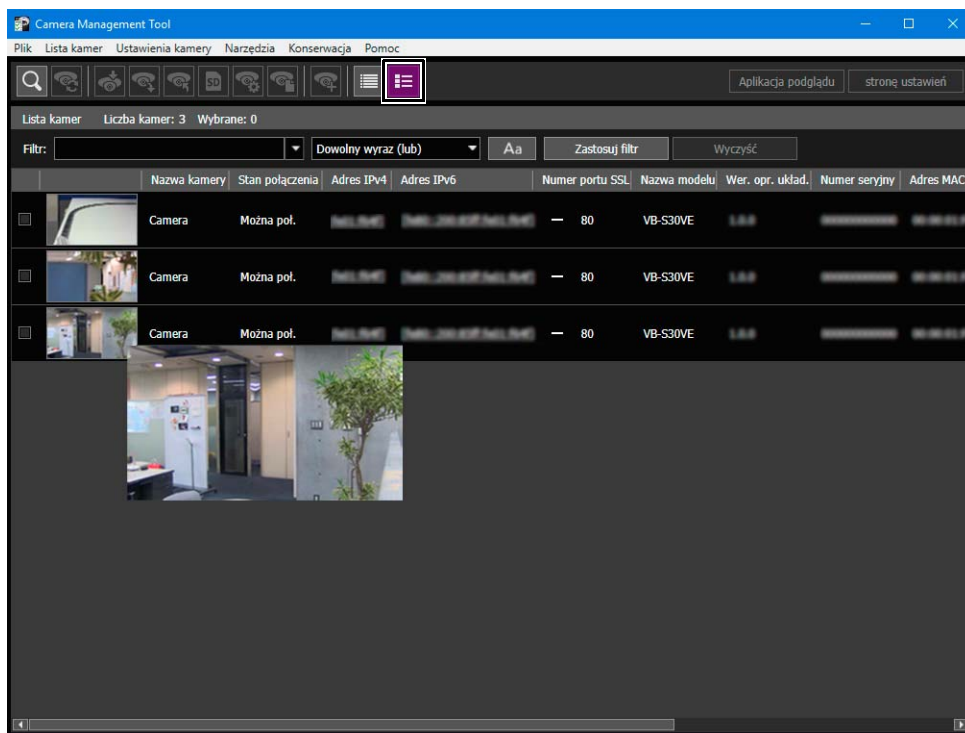 Camera Management Tool
Plik Lista kamer Ustawienia kamery Narzędzia Konserwacja Pomoc
SD Aplikacja podglądu stronę ustawień
Lista kamer Liczba kamer: 3 Wybrane: 0
Filtr: Dowolny wyraz (lub) Aa Zastosuj filtr Wyczyść
Nazwa kamery Stan połączenia Adres IPv4 Adres IPv6 Numer portu SSL Nazwa modelu Wer. opr. układ. Numer seryjny Adres MAC
Camera Można poł. — 80 VB-S30VE
Camera Można poł. — 80 VB-S30VE
Camera Można poł. — 80 VB-S30VE